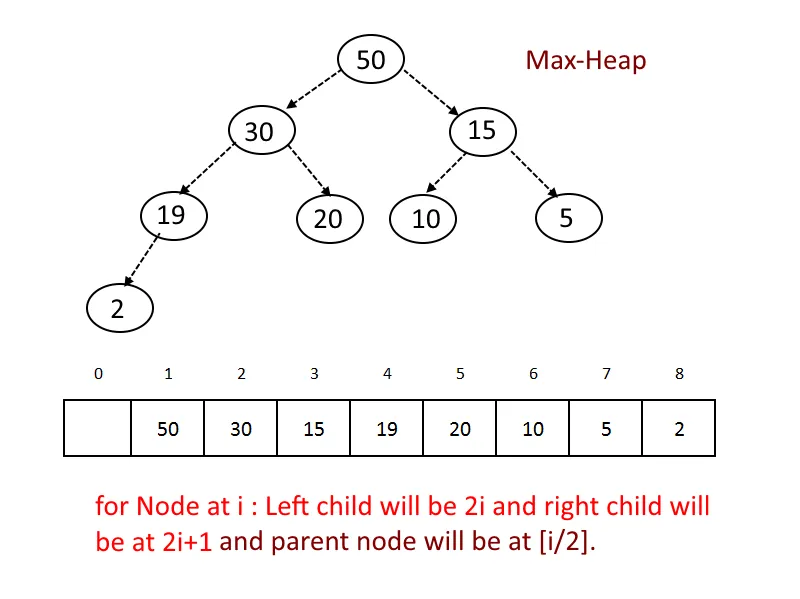 50
Max-Heap
30
15
19
20
10
5
2
0 1 2 3 4 5 6 7 8
50 30 15 19 20 10 5 2
for Node at i : Left child will be 2i and right child will
be at 2i+1 and parent node will be at [i/2].